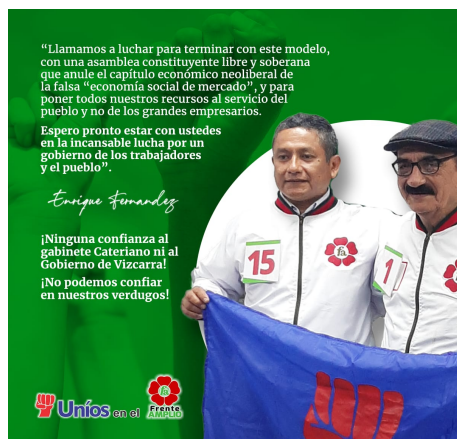 “Llamamos a luchar para terminar con este modelo,
con una asamblea constituyente libre y soberana
que anule el capítulo económico neoliberal de
la falsa “economía social de mercado”, y para
poner todos nuestros recursos al servicio del
pueblo y no de los grandes empresarios.
Espero pronto estar con ustedes
en la incansable lucha por un
gobierno de los trabajadores
y el pueblo”.
Enrique Fernandez
¡Ninguna confianza al
gabinete Cateriano ni al
Gobierno de Vizcarra!
¡No podemos confiar
en nuestros verdugos!
15
fa
1
Uníos en el
fa
Frente
AMPLIO